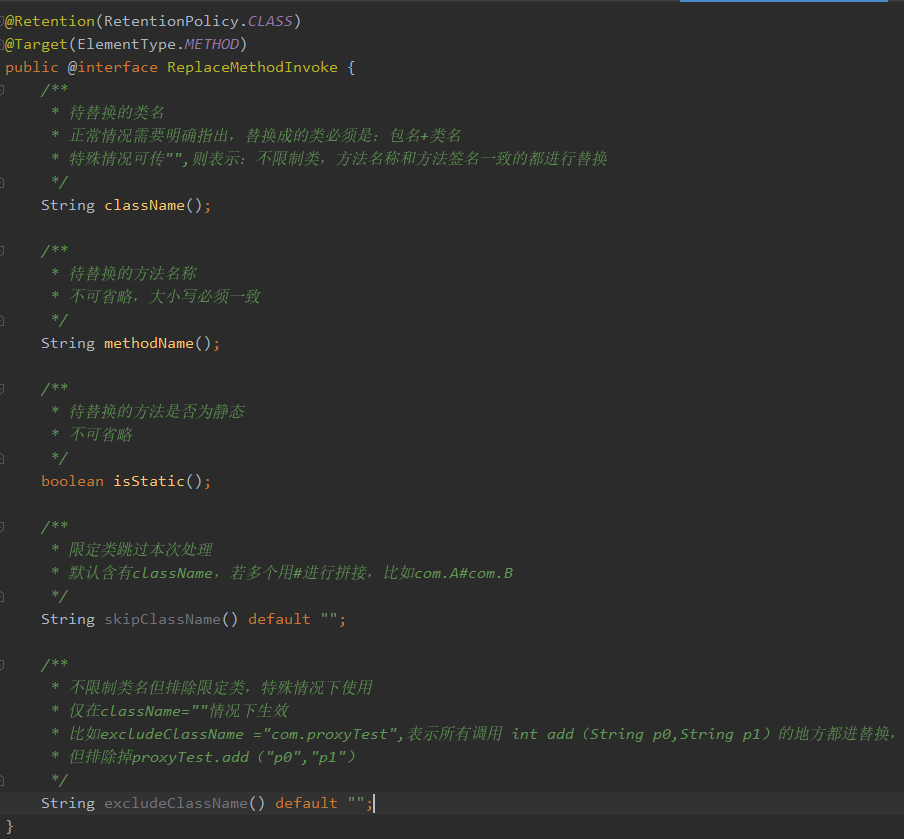 @Retention(RetentionPolicy.CLASS)
@Target(ElementType.METHOD)
public @interface ReplaceMethodInvoke {
    /**
     * 待替换的类名
     * 正常情况需要明确指出，替换成的类必须是：包名+类名
     * 特殊情况可传"",则表示：不限制类，方法名称和方法签名一致的都进行替换
     */
    String className();

    /**
     * 待替换的方法名称
     * 不可省略，大小写必须一致
     */
    String methodName();

    /**
     * 待替换的方法是否为静态
     * 不可省略
     */
    boolean isStatic();

    /**
     * 限定类跳过本次处理
     * 默认含有className，若多个用#进行拼接，比如com.A#com.B
     */
    String skipClassName() default "";

    /**
     * 不限制类名但排除限定类，特殊情况下使用
     * 仅在className=""情况下生效
     * 比如excludeClassName ="com.proxyTest",表示所有调用 int add（String p0,String p1）的地方都进替换，
     * 但排除掉proxyTest.add（"p0","p1"）
     */
    String excludeClassName() default "";
}